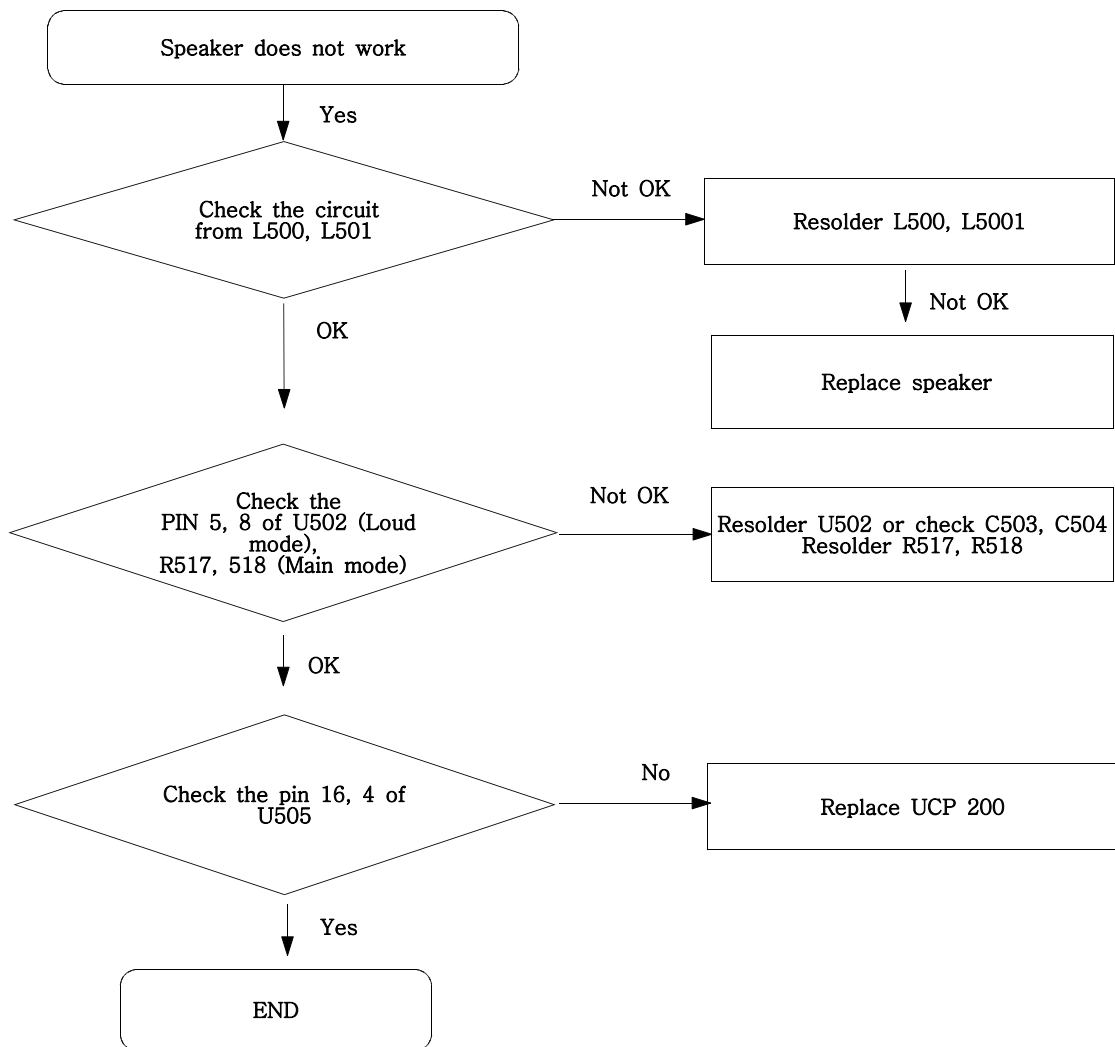 Speaker does not work
Yes
Check the circuit
from L500, L501
Not OK
Resolder L500, L5001
Not OK
Replace speaker
OK
Check the
PIN 5, 8 of U502 (Loud
mode),
R517, 518 (Main mode)
Not OK
Resolder U502 or check C503, C504
Resolder R517, R518
OK
Check the pin 16, 4 of
U505
No
Replace UCP 200
Yes
END